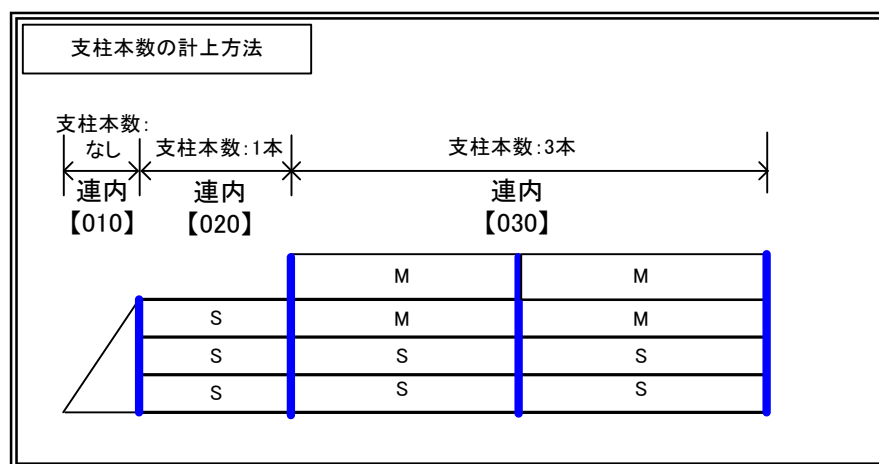 支柱本数の計上方法
支柱本数:
なし
支柱本数:1本
支柱本数:3本
連内
【010】
連内
【020】
連内
【030】
M M
S M M
S S S
S S S